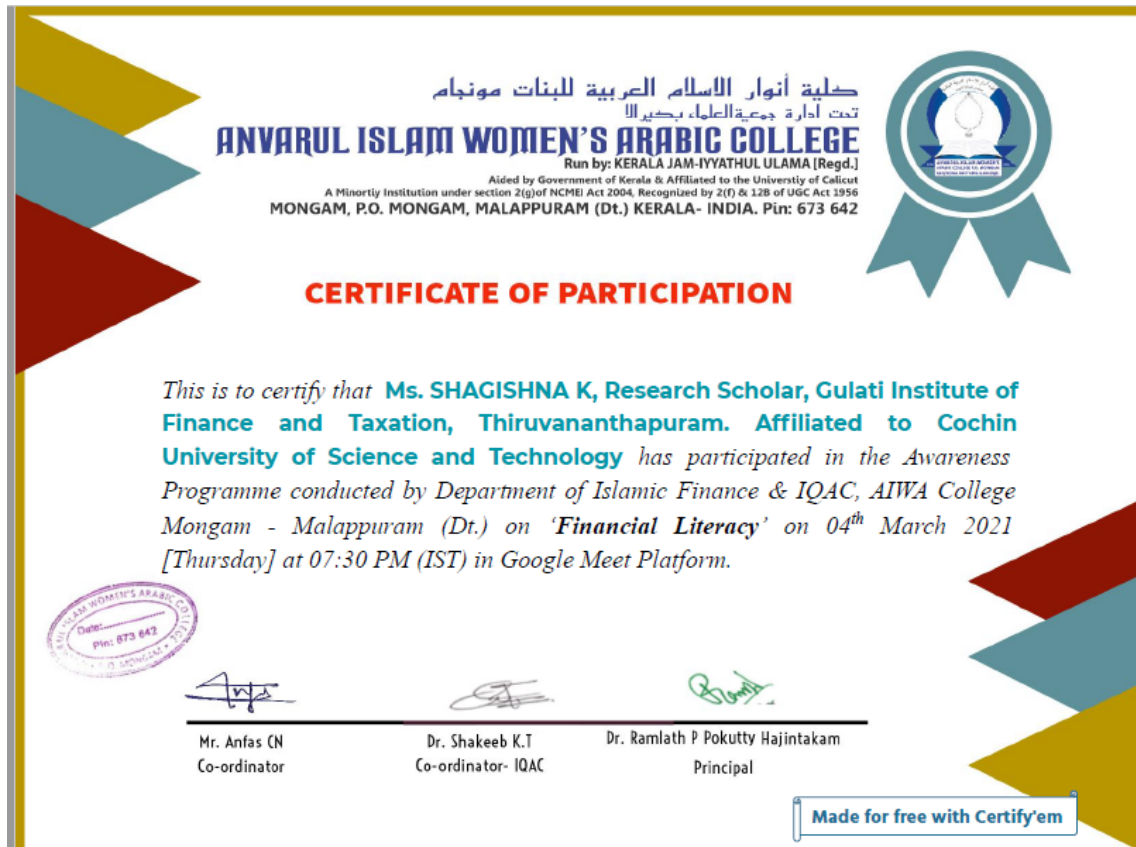 كلية أنوار الاسلام العربية للبنات مونجام
تحت ادارة جمعية العلماء بكيرالا
ANVARUL ISLAM WOMEN'S ARABIC COLLEGE
Run by: KERALA JAM-IYYATHUL ULAMA [Regd.]
Aided by Government of Kerala & Affiliated to the Universtiy of Calicut
A Minortiy Institution under section 2(g)of NCMEI Act 2004, Recognized by 2(f) & 12B of UGC Act 1956
MONGAM, P.O. MONGAM, MALAPPURAM (Dt.) KERALA- INDIA. Pin: 673 642
CERTIFICATE OF PARTICIPATION
This is to certify that Ms. SHAGISHNA K, Research Scholar, Gulati Institute of
Finance and Taxation, Thiruvananthapuram. Affiliated to Cochin
University of Science and Technology has participated in the Awareness
Programme conducted by Department of Islamic Finance & IQAC, AIWA College
Mongam - Malappuram (Dt.) on 'Financial Literacy' on 04th March 2021
[Thursday] at 07:30 PM (IST) in Google Meet Platform.
ISLAM WOMEN'S ARABIC COLLEGE
Date:
Pin: 673 642
P.O. MONGAM
Mr. Anfas CN
Co-ordinator
Dr. Shakeeb K.T
Co-ordinator- IQAC
Dr. Ramlath P Pokutty Hajintakam
Principal
Made for free with Certify'em